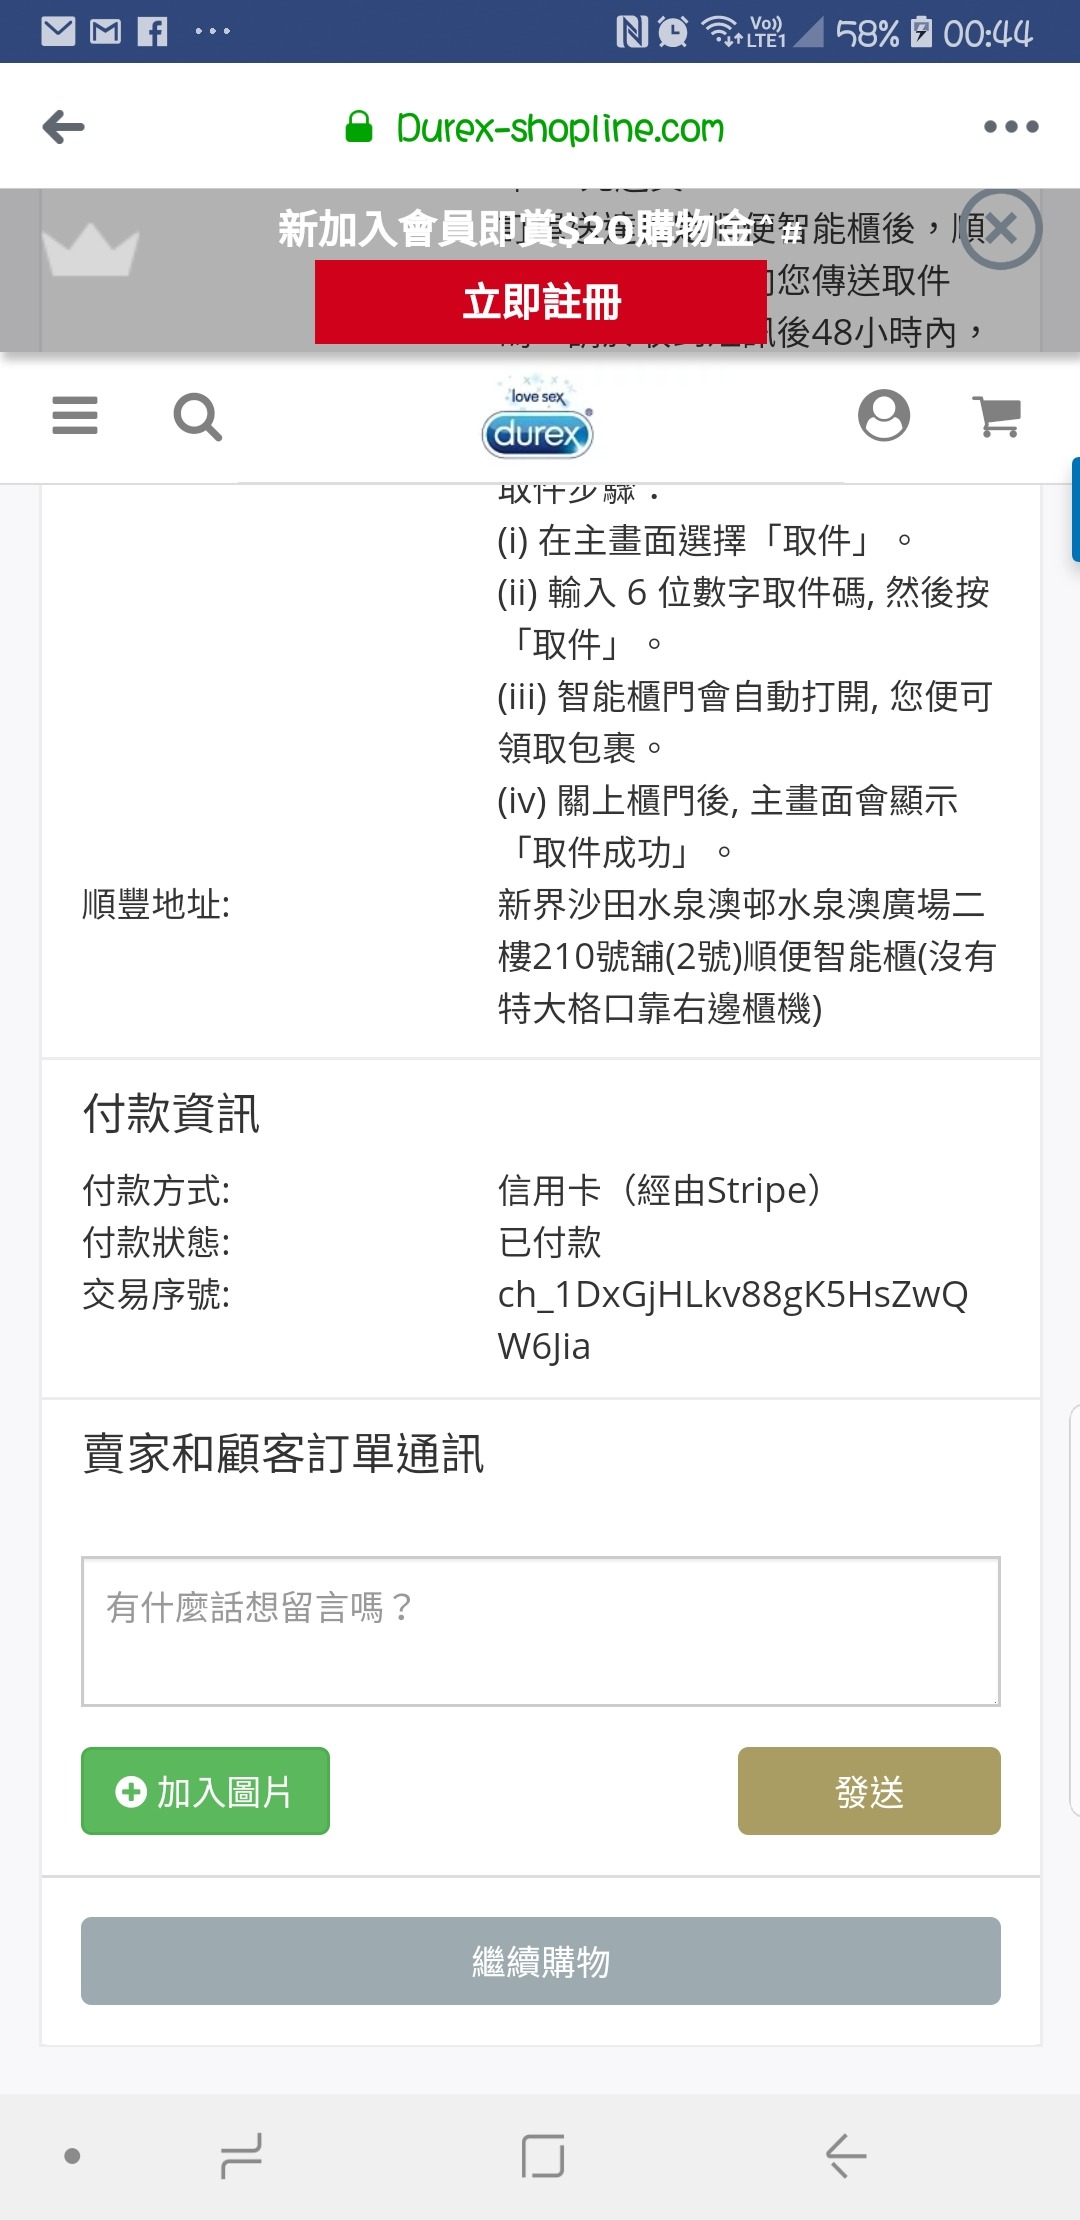 58% 00:44
Vo)) LTE1
Durex-shopline.com
新加入會員即賞$20購物金^#
便智能櫃後，順
立即註冊
您傳送取件
訊後48小時內，
love sex
durex®
取件步驟：
(i) 在主畫面選擇「取件」。
(ii) 輸入 6 位數字取件碼, 然後按
「取件」。
(iii) 智能櫃門會自動打開, 您便可
領取包裹。
(iv) 關上櫃門後, 主畫面會顯示
「取件成功」。
順豐地址:
新界沙田水泉澳邨水泉澳廣場二
樓210號舖(2號)順便智能櫃(沒有
特大格口靠右邊櫃機)
付款資訊
付款方式: 信用卡（經由Stripe）
付款狀態: 已付款
交易序號: ch_1DxGjHLkv88gK5HsZwQ
W6Jia
賣家和顧客訂單通訊
有什麼話想留言嗎？
加入圖片
發送
繼續購物